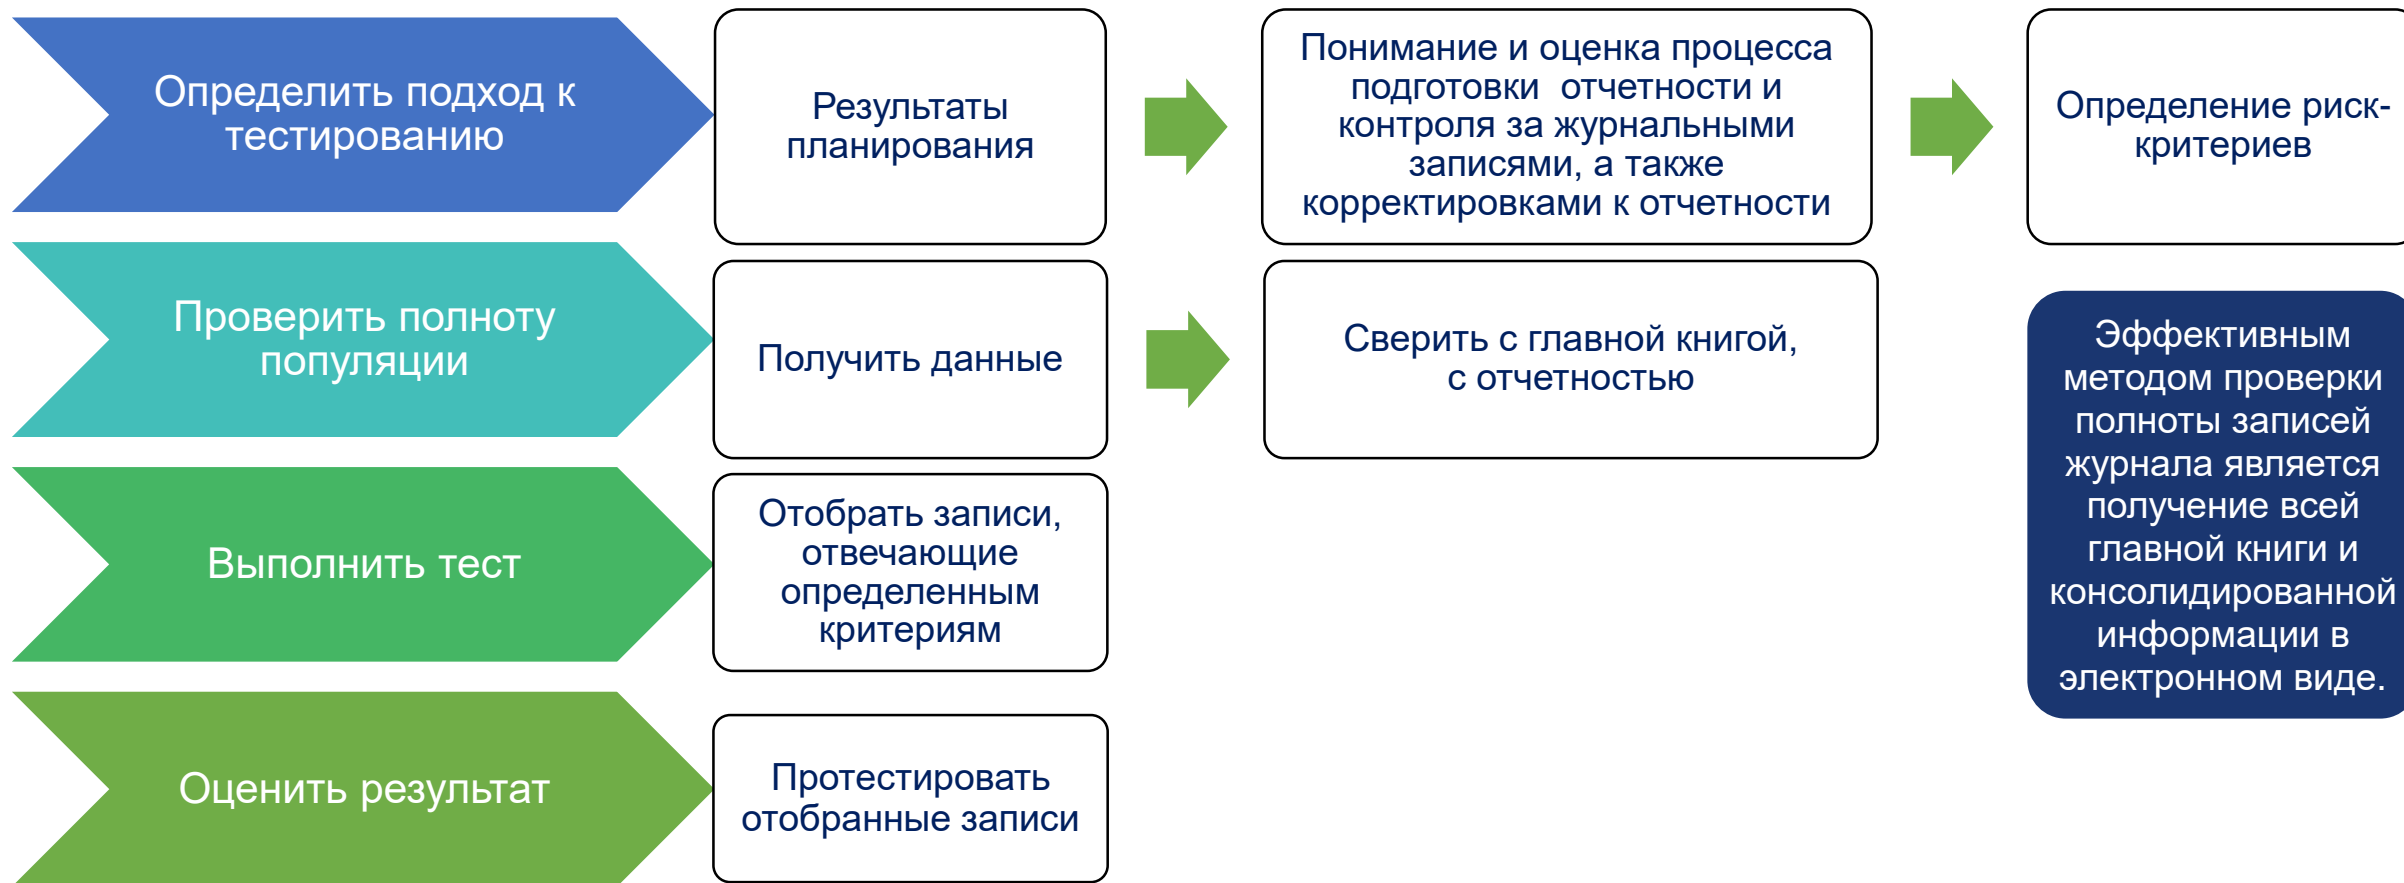 Определить подход к
тестированию
Результаты
планирования
Понимание и оценка процесса
подготовки отчетности и
контроля за журнальными
записями, а также
корректировками к отчетности
Определение риск-
критериев
Проверить полноту
популяции
Получить данные
Сверить с главной книгой,
с отчетностью
Эффективным
методом проверки
полноты записей
журнала является
получение всей
главной книги и
консолидированной
информации в
электронном виде.
Выполнить тест
Отобрать записи,
отвечающие
определенным
критериям
Оценить результат
Протестировать
отобранные записи